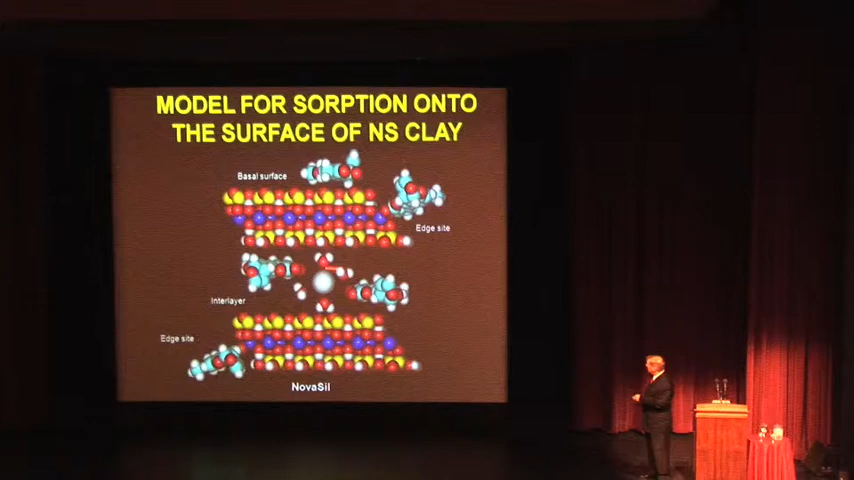 MODEL FOR SORPTION ONTO
THE SURFACE OF NS CLAY
Basal surface
Edge site
Interlayer
Edge site
NovaSil